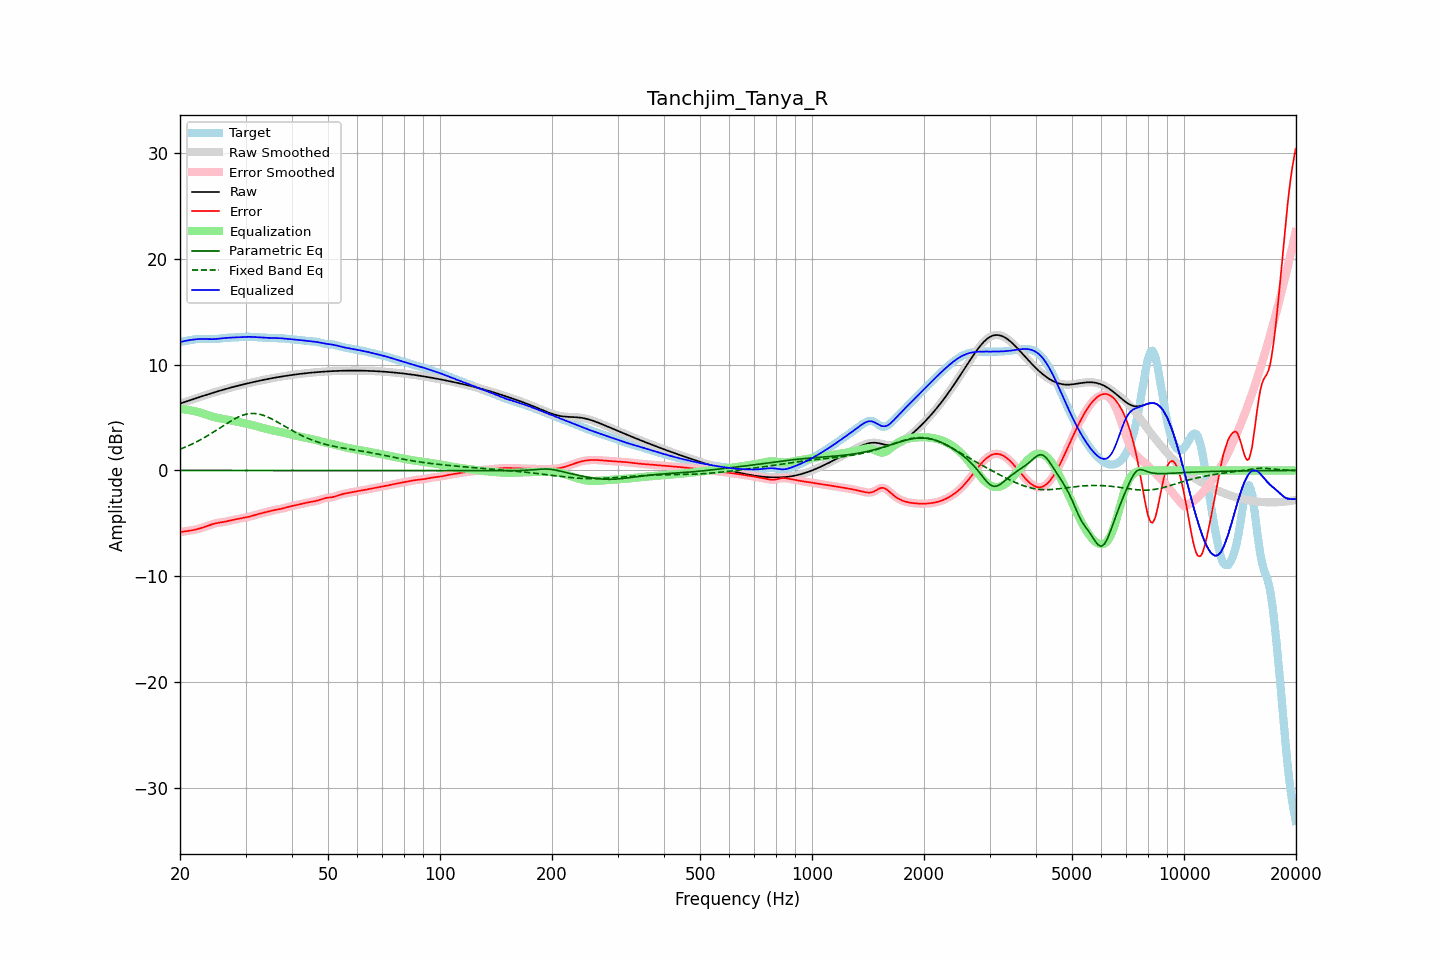 Tanchjim_Tanya_R
Target
Raw Smoothed
Error Smoothed
Raw
Error
Equalization
Parametric Eq
Fixed Band Eq
Equalized
Amplitude (dBr)
30
20
10
0
−10
−20
−30
20 50 100 200 500 1000 2000 5000 10000 20000
Frequency (Hz)